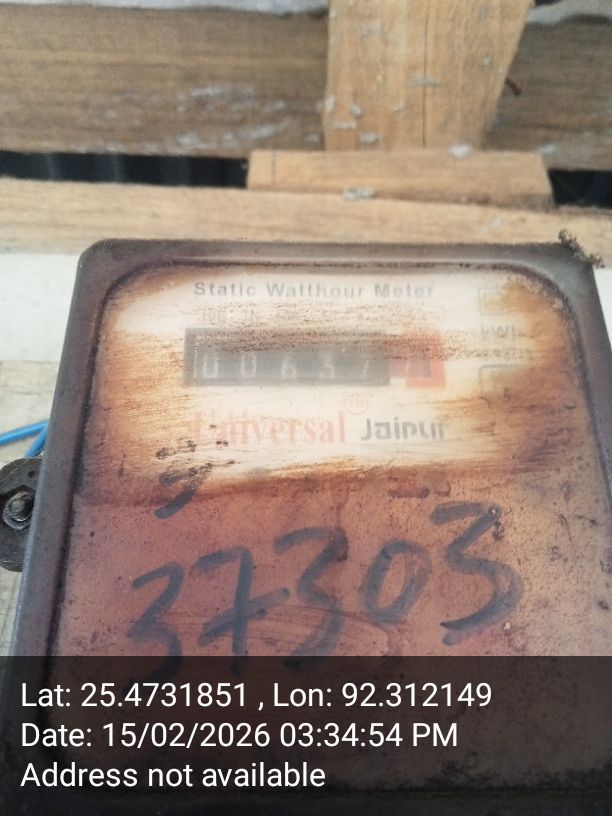 Static Watthour Meter
00637
Universal Jaipur
37303
Lat: 25.4731851 , Lon: 92.312149
Date: 15/02/2026 03:34:54 PM
Address not available